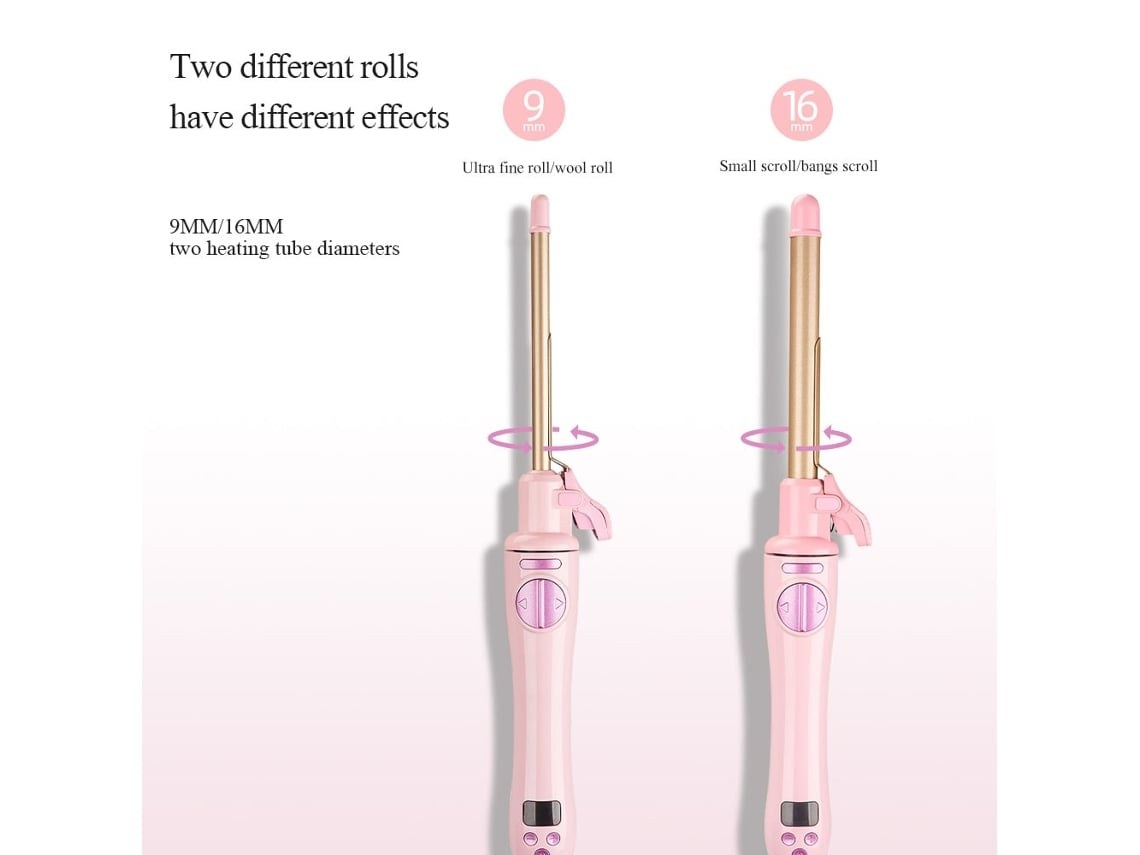 Two different rolls
have different effects
9MM/16MM
two heating tube diameters
9
mm
Ultra fine roll/wool roll
16
mm
Small scroll/bangs scroll